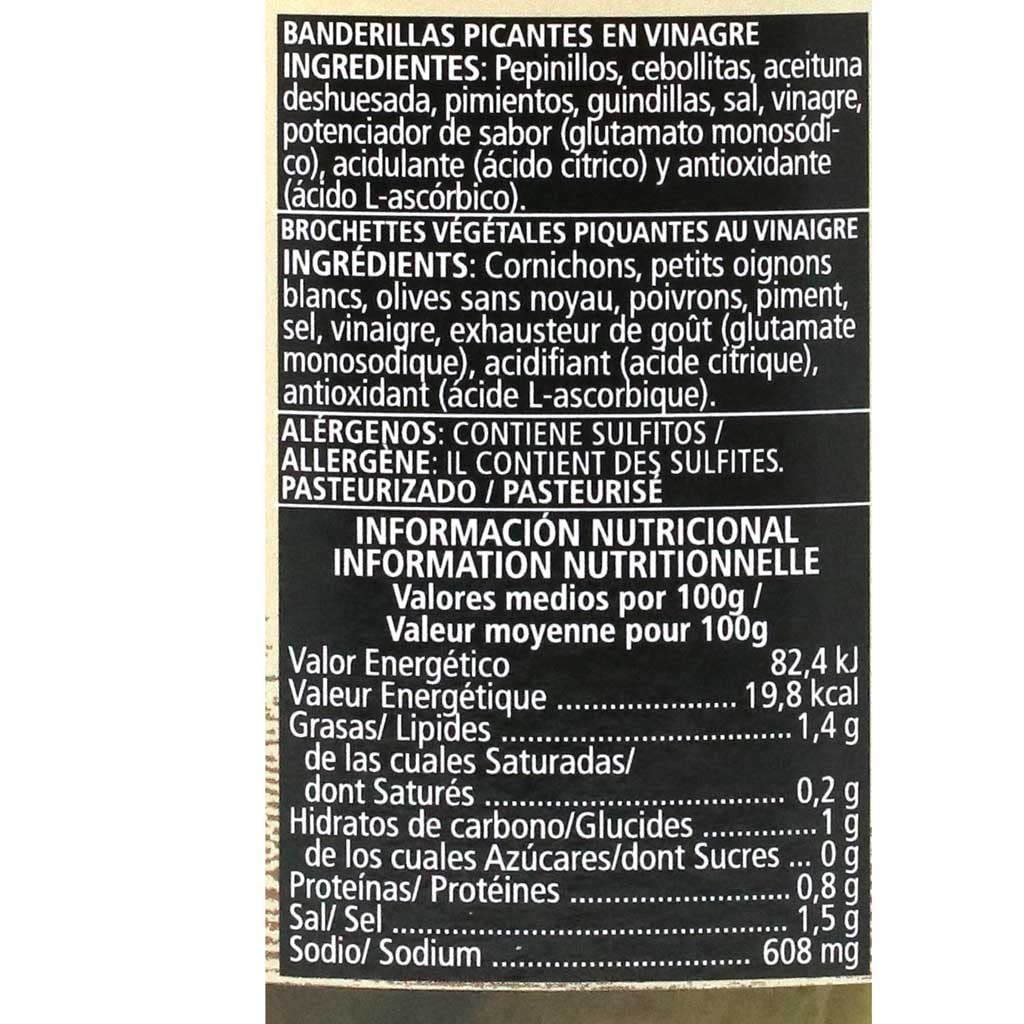 BANDERILLAS PICANTES EN VINAGRE
INGREDIENTES: Pepinillos, cebollitas, aceituna
deshuesada, pimientos, guindillas, sal, vinagre,
potenciador de sabor (glutamato monosódi-
co), acidulante (ácido cítrico) y antioxidante
(ácido L-ascórbico).
BROCHETTES VÉGÉTALES PIQUANTES AU VINAIGRE
INGRÉDIENTS: Cornichons, petits oignons
blancs, olives sans noyau, poivrons, piment,
sel, vinaigre, exhausteur de goût (glutamate
monosodique), acidifiant (acide citrique),
antioxidant (ácide L-ascorbique).
ALÉRGENOS: CONTIENE SULFITOS /
ALLERGÈNE: IL CONTIENT DES SULFITES.
PASTEURIZADO / PASTEURISÉ
INFORMACIÓN NUTRICIONAL
INFORMATION NUTRITIONNELLE
Valores medios por 100g /
Valeur moyenne pour 100g
Valor Energético 82,4 kJ
Valeur Energétique .................... 19,8 kcal
Grasas/ Lipides ................................ 1,4 g
de las cuales Saturadas/
dont Saturés ................................. 0,2 g
Hidratos de carbono/Glucides ............. 1 g
de los cuales Azúcares/dont Sucres ... 0 g
Proteínas/ Protéines ........................ 0,8 g
Sal/ Sel ........................................... 1,5 g
Sodio/ Sodium ............................. 608 mg